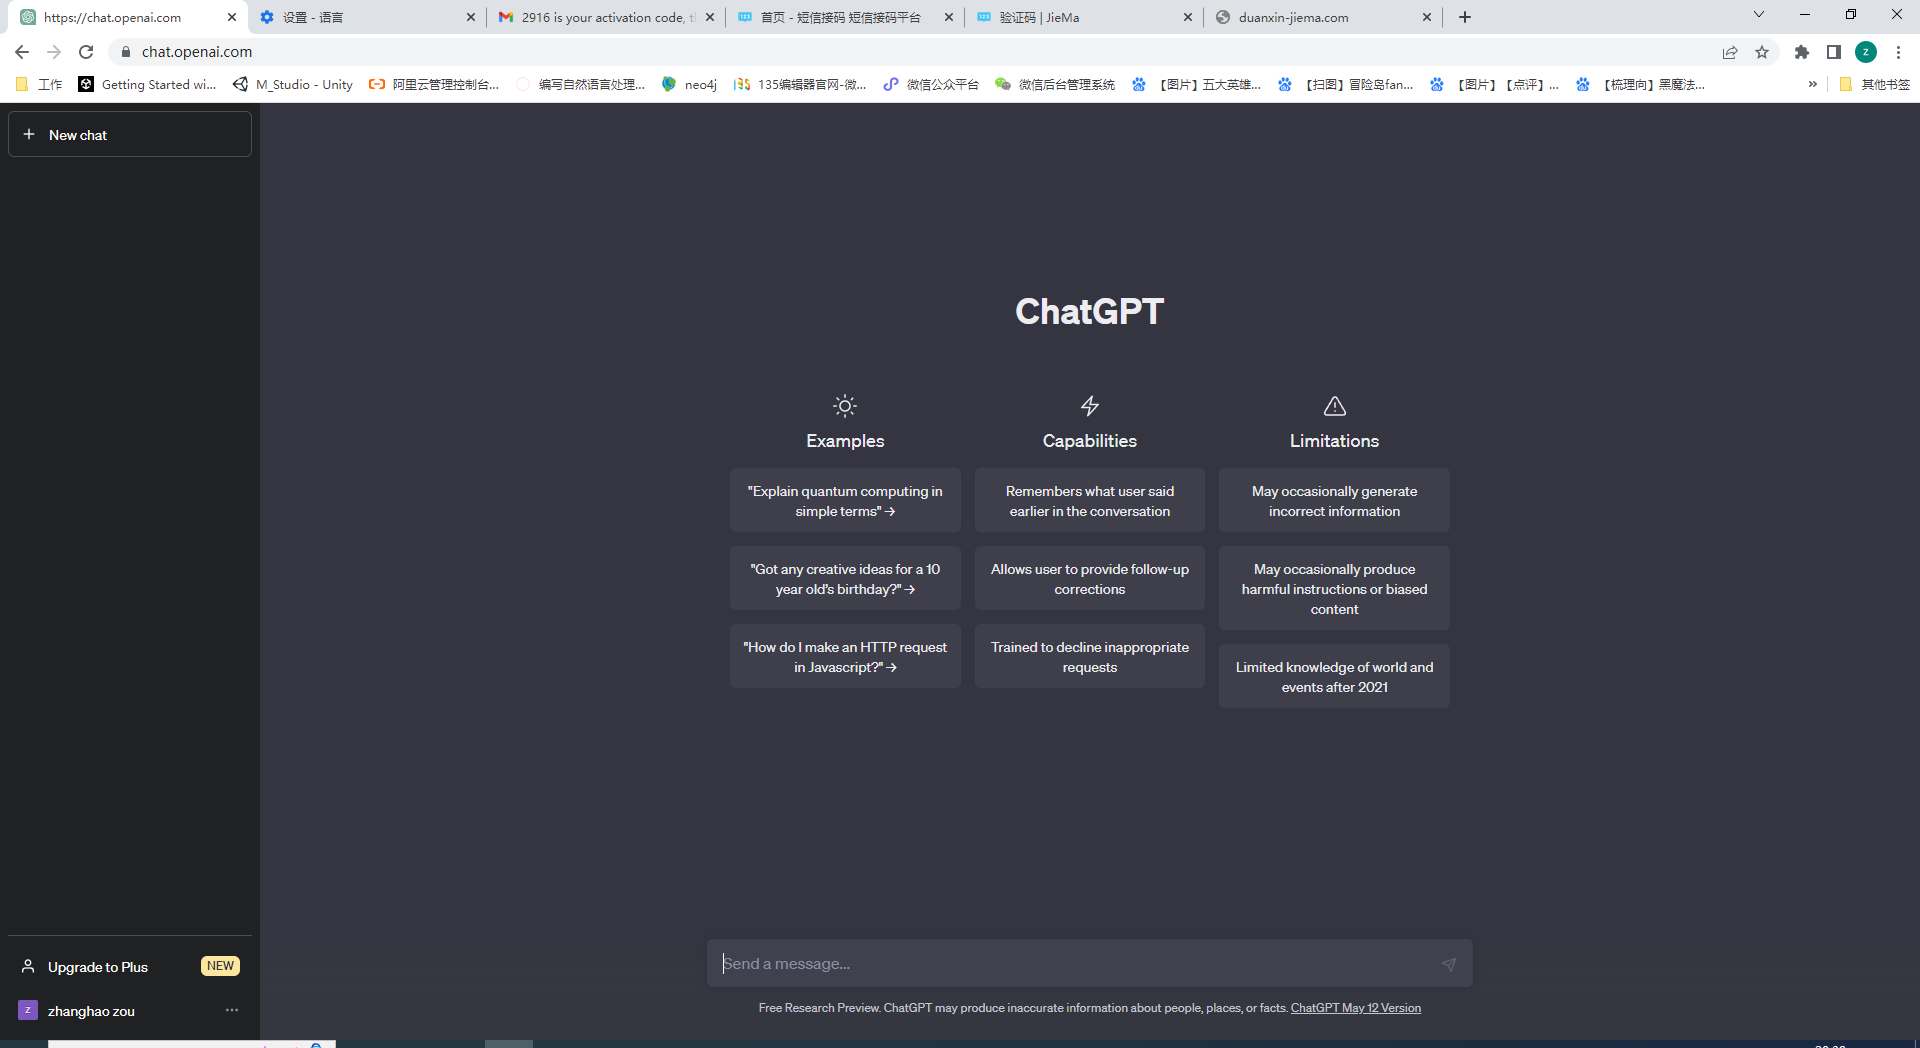 https://chat.openai.com
设置 - 语言
2916 is your activation code, t
首页 - 短信接码 短信接码平台
验证码 | JieMa
duanxin-jiema.com
chat.openai.com
Z
工作
Getting Started wi...
M_Studio - Unity
阿里云管理控制台...
编写自然语言处理...
neo4j
135编辑器官网-微...
微信公众平台
微信后台管理系统
【图片】五大英雄...
【扫图】冒险岛fan...
【图片】【点评】...
【梳理向】黑魔法...
»
其他书签
+ New chat
ChatGPT
Examples
Capabilities
Limitations
"Explain quantum computing in
simple terms" →
Remembers what user said
earlier in the conversation
May occasionally generate
incorrect information
"Got any creative ideas for a 10
year old’s birthday?" →
Allows user to provide follow-up
corrections
May occasionally produce
harmful instructions or biased
content
"How do I make an HTTP request
in Javascript?" →
Trained to decline inappropriate
requests
Limited knowledge of world and
events after 2021
Upgrade to Plus
NEW
Z
zhanghao zou
Send a message...
Free Research Preview. ChatGPT may produce inaccurate information about people, places, or facts. ChatGPT May 12 Version